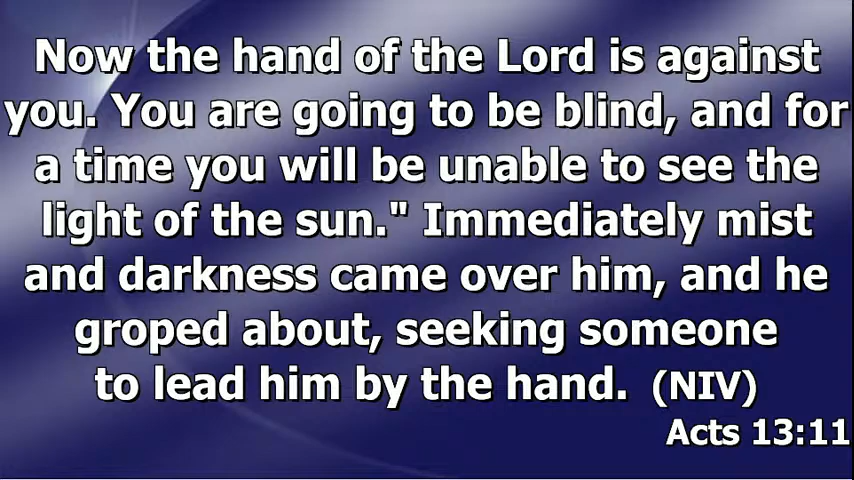 Now the hand of the Lord is against
you. You are going to be blind, and for
a time you will be unable to see the
light of the sun." Immediately mist
and darkness came over him, and he
groped about, seeking someone
to lead him by the hand. (NIV)
Acts 13:11